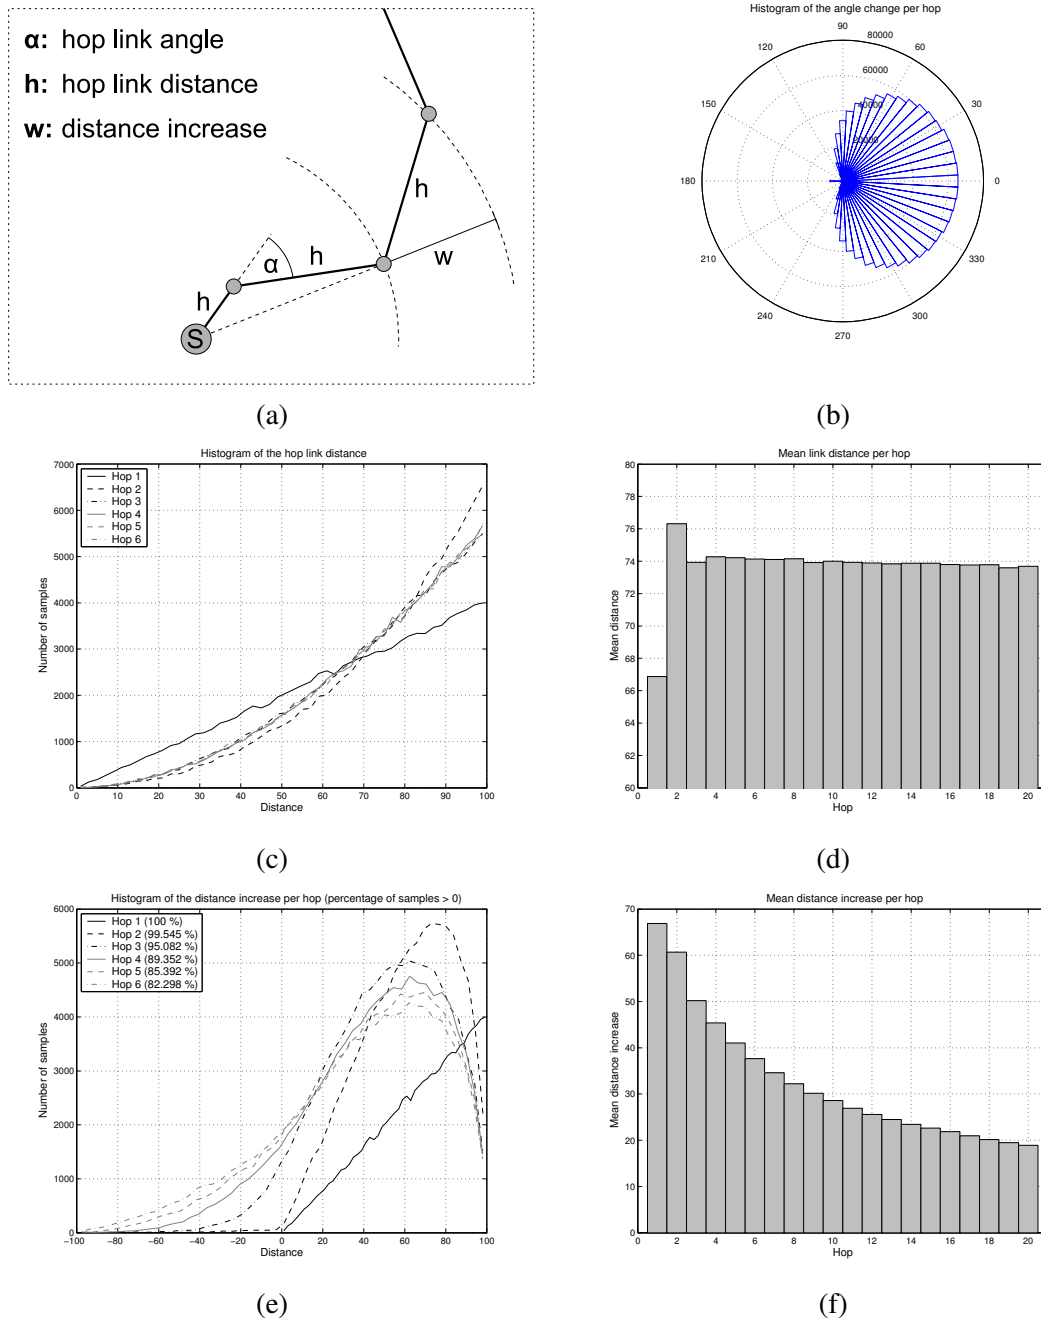 α: hop link angle
h: hop link distance
w: distance increase
h
h
h
α
w
S
(a)
Histogram of the angle change per hop
90
80000
60
120
60000
40000
20000
150
30
180
0
210
330
240
300
270
(b)
Histogram of the hop link distance
7000
6000
5000
4000
3000
2000
1000
0
Number of samples
Hop 1
Hop 2
Hop 3
Hop 4
Hop 5
Hop 6
0 10 20 30 40 50 60 70 80 90 100
Distance
(c)
Mean link distance per hop
80
78
76
74
72
70
68
66
64
62
60
Mean distance
0 2 4 6 8 10 12 14 16 18 20
Hop
(d)
Histogram of the distance increase per hop (percentage of samples > 0)
6000
5000
4000
3000
2000
1000
0
Number of samples
Hop 1 (100 %)
Hop 2 (99.545 %)
Hop 3 (95.082 %)
Hop 4 (89.352 %)
Hop 5 (85.392 %)
Hop 6 (82.298 %)
−100 −80 −60 −40 −20 0 20 40 60 80 100
Distance
(e)
Mean distance increase per hop
70
60
50
40
30
20
10
0
Mean distance increase
0 2 4 6 8 10 12 14 16 18 20
Hop
(f)